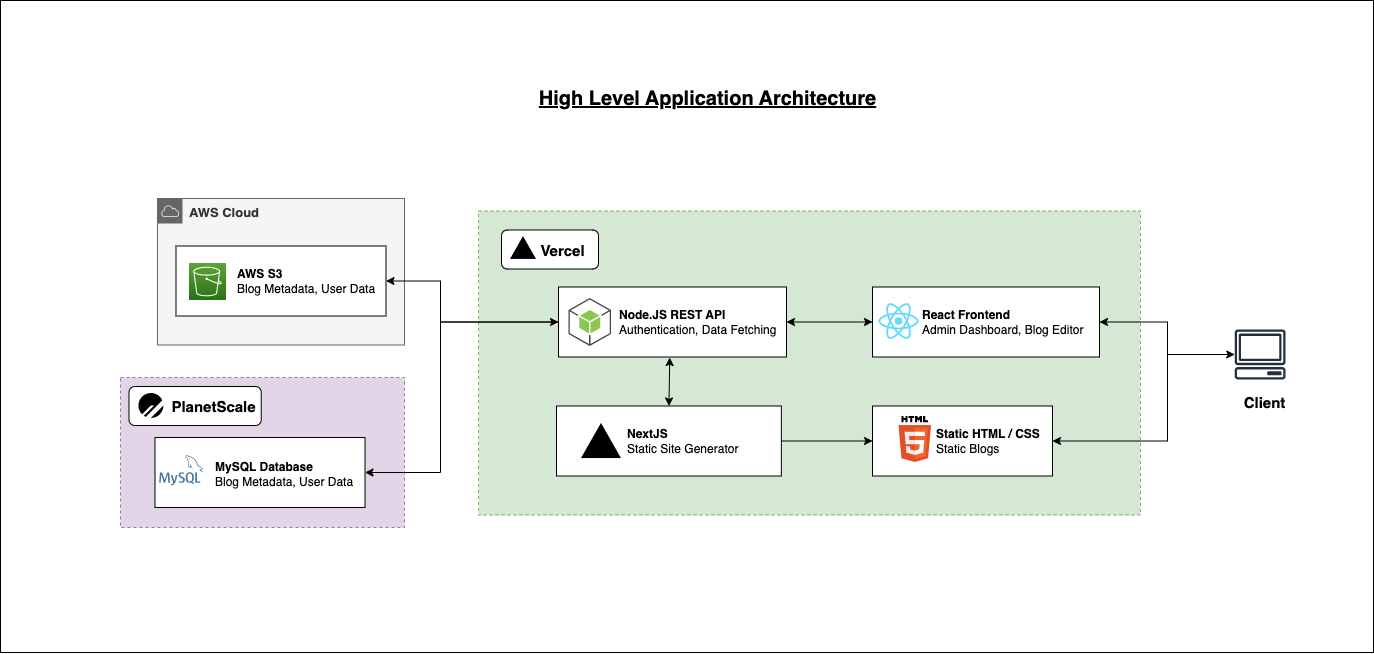 High Level Application Architecture
AWS Cloud
AWS S3
Blog Metadata, User Data
PlanetScale
MySQL
MySQL Database
Blog Metadata, User Data
Vercel
Node.JS REST API
Authentication, Data Fetching
React Frontend
Admin Dashboard, Blog Editor
NextJS
Static Site Generator
HTML
5
Static HTML / CSS
Static Blogs
Client